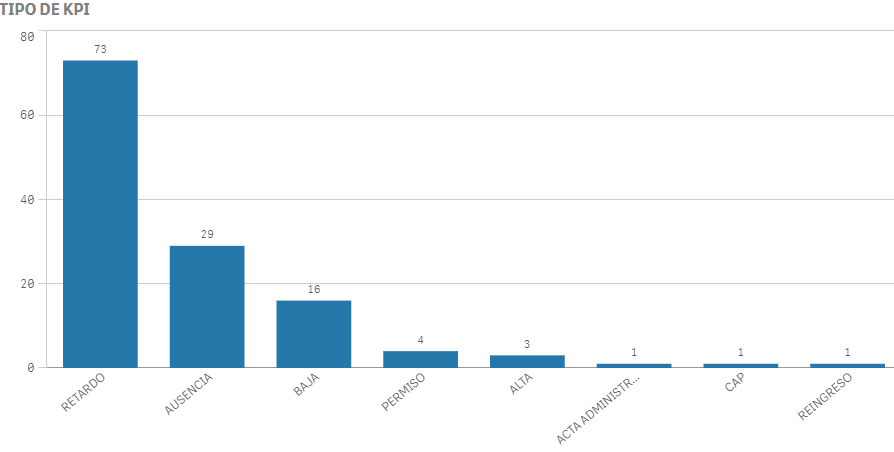 TIPO DE KPI
80
60
40
20
0
73
29
16
4
3
1
1
1
RETARDO
AUSENCIA
BAJA
PERMISO
ALTA
ACTA ADMINISTR...
CAP
REINGRESO